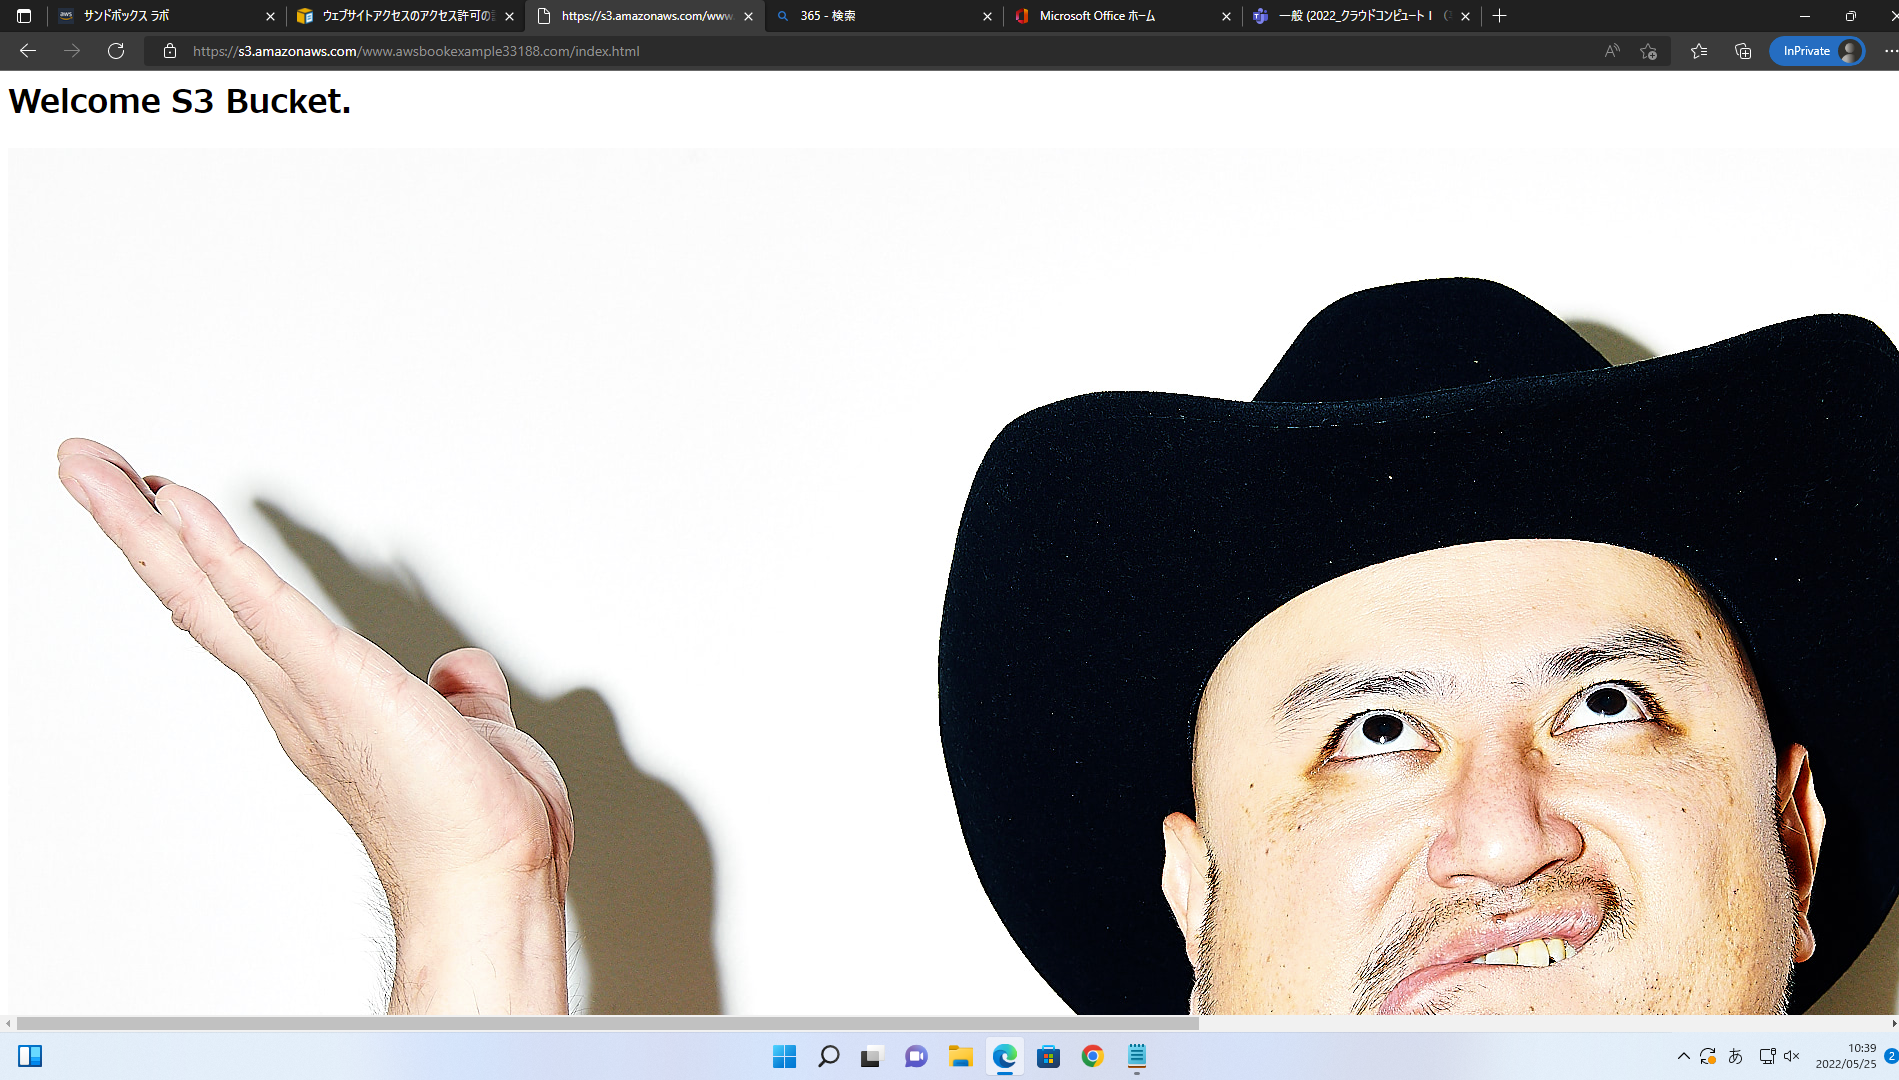 サンドボックス ラボ
ウェブサイトアクセスのアクセス許可の
https://s3.amazonaws.com/www.
365 - 検索
Microsoft Office ホーム
一般 (2022_クラウドコンピュート I
https://s3.amazonaws.com/www.awsbookexample33188.com/index.html
InPrivate
Welcome S3 Bucket.
あ
10:39
2022/05/25
2